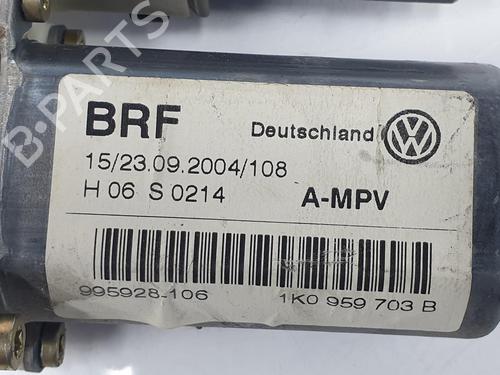 BRF
Deutschland
15/23.09.2004/108
H 06 S 0214
A-MPV
995928-106
1K0 959 703 B
B-PARTS